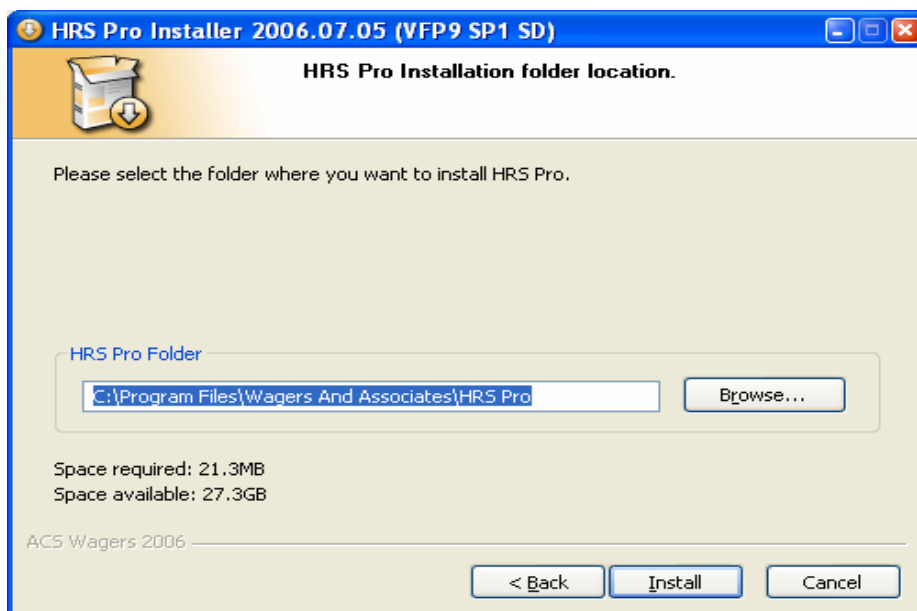 HRS Pro Installer 2006.07.05 (VFP9 SP1 SD)
HRS Pro Installation folder location.
Please select the folder where you want to install HRS Pro.
HRS Pro Folder
C:\Program Files\Wagers And Associates\HRS Pro
Browse...
Space required: 21.3MB
Space available: 27.3GB
ACS Wagers 2006
< Back Install Cancel